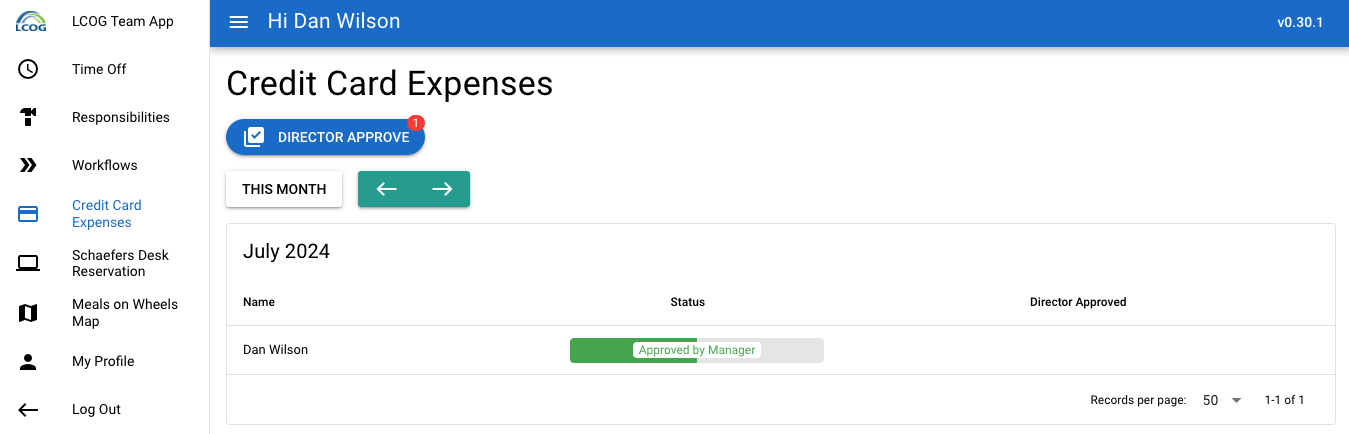 LCOG
LCOG Team App
Time Off
Responsibilities
Workflows
Credit Card
Expenses
Schaefers Desk
Reservation
Meals on Wheels
Map
My Profile
Log Out
Hi Dan Wilson
v0.30.1
Credit Card Expenses
DIRECTOR APPROVE
1
THIS MONTH
July 2024
Name Status Director Approved
Dan Wilson Approved by Manager
Records per page: 50 1-1 of 1